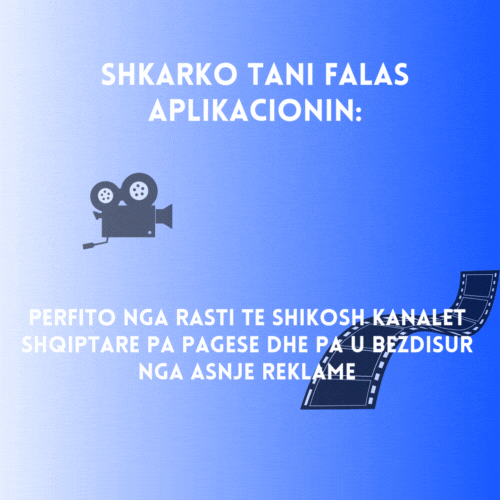 SHKARKO TANI FALAS
APLIKACIONIN:
PERFITO NGA RASTI TE SHIKOSH KANALET
SHQIPTARE PA PAGESE DHE PA U BEZDISUR
NGA ASNJE REKLAME